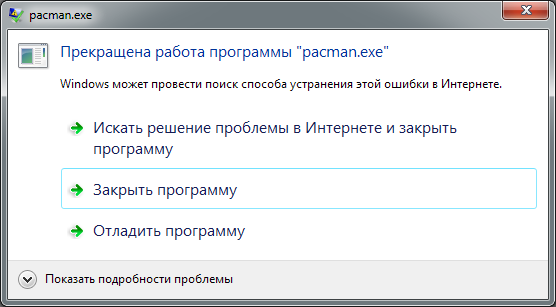 pacman.exe
Прекращена работа программы "pacman.exe"
Windows может провести поиск способа устранения этой ошибки в Интернете.
Искать решение проблемы в Интернете и закрыть
программу
Закрыть программу
Отладить программу
Показать подробности проблемы